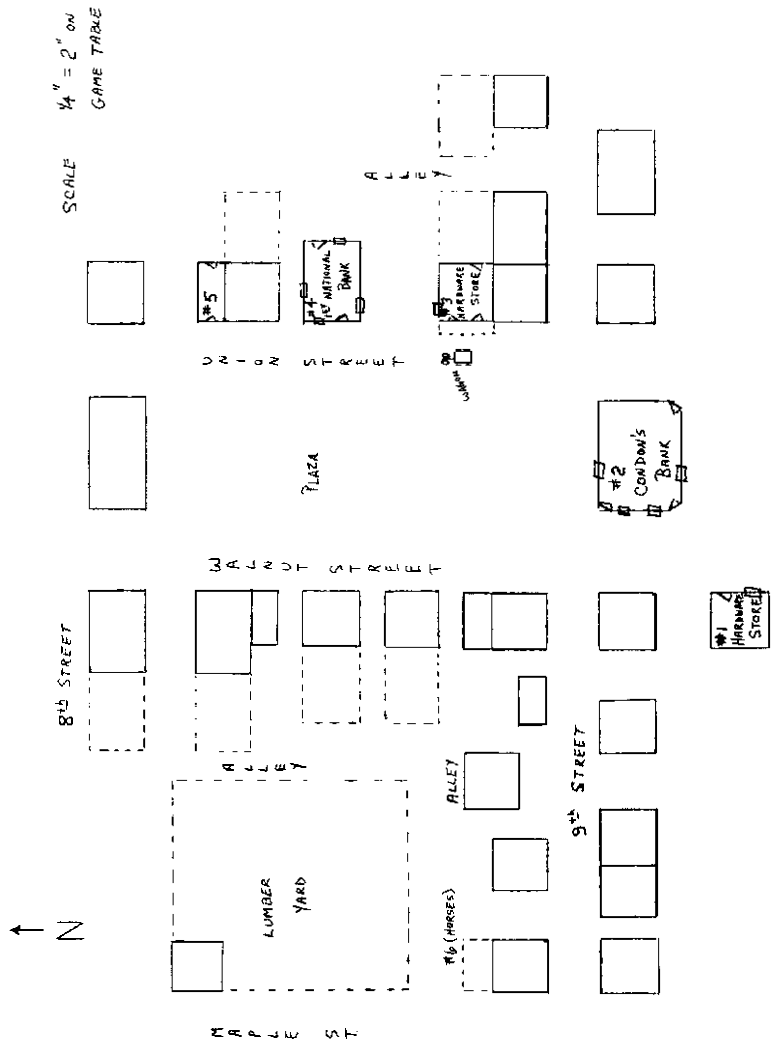 SCALE ¼" = 2" ON
GAME TABLE
ALLEY
#5
#4
1ST NATIONAL
BANK
#3
HARDWARE
STORE
UNION STREET
WAGON
PLAZA
#2
CONDON'S
BANK
WALNUT STREET
8th STREET
#1
HARDWARE
STORE
ALLEY
ALLEY
9th STREET
LUMBER
YARD
#6 (HORSES)
N
MAPLE ST.